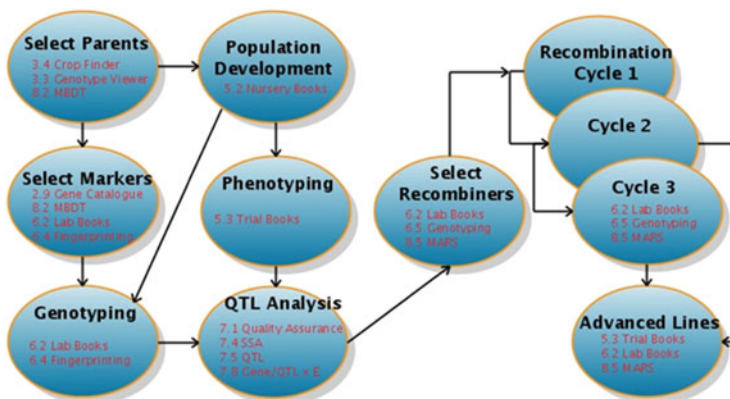 Select Parents
3.4 Crop Finder
3.3 Genotype Viewer
8.2 MBDT
Population
Development
5.2 Nursery Books
Select Markers
2.9 Gene Catalogue
8.2 MBDT
6.2 Lab Books
6.4 Fingerprinting
Phenotyping
5.3 Trial Books
Genotyping
6.2 Lab Books
6.4 Fingerprinting
QTL Analysis
7.1 Quality Assurance
7.4 SSA
7.5 QTL
7.8 Gene/QTL x E
Select
Recombiners
6.2 Lab Books
6.5 Genotyping
8.5 MARS
Recombination
Cycle 1
Cycle 2
Cycle 3
6.2 Lab Books
6.5 Genotyping
8.5 MARS
Advanced Lines
5.3 Trial Books
6.2 Lab Books
8.5 MARS